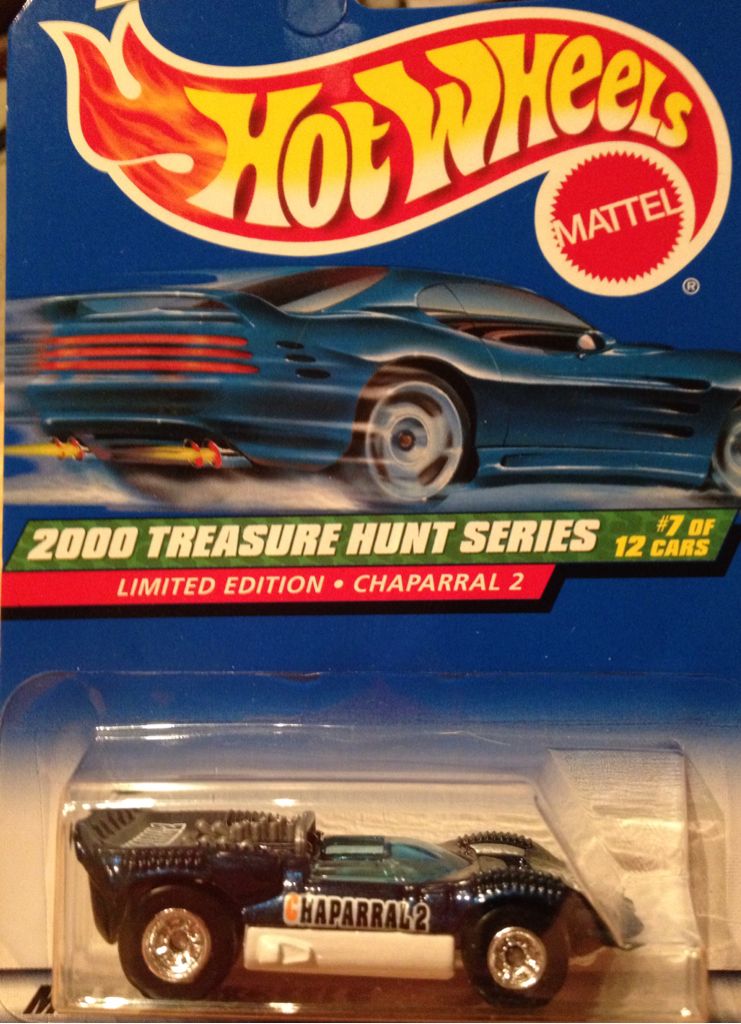 HOT WHEELS
MATTEL
®
2000 TREASURE HUNT SERIES
#7 OF
12 CARS
LIMITED EDITION • CHAPARRAL 2
CHAPARRAL 2